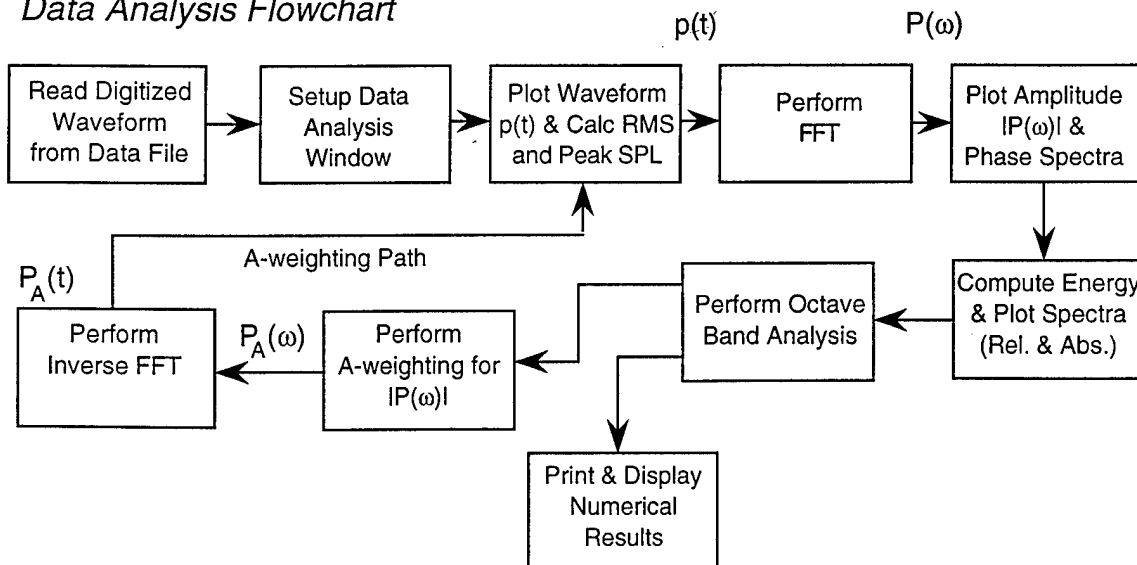 Data Analysis Flowchart
p(t)
P(ω)
Read Digitized
Waveform
from Data File
Setup Data
Analysis
Window
Plot Waveform
p(t) & Calc RMS
and Peak SPL
Perform
FFT
Plot Amplitude
|P(ω)| &
Phase Spectra
A-weighting Path
P_A(t)
Perform
Inverse FFT
P_A(ω)
Perform
A-weighting for
|P(ω)|
Perform Octave
Band Analysis
Compute Energy
& Plot Spectra
(Rel. & Abs.)
Print & Display
Numerical
Results